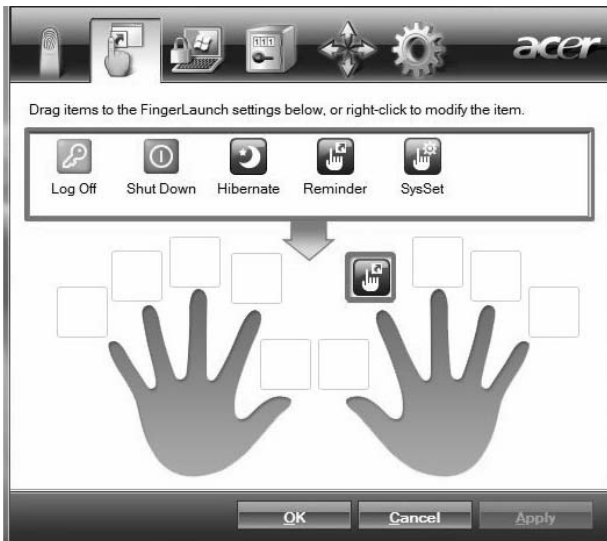 acer
Drag items to the FingerLaunch settings below, or right-click to modify the item.
Log Off Shut Down Hibernate Reminder SysSet
OK Cancel Apply